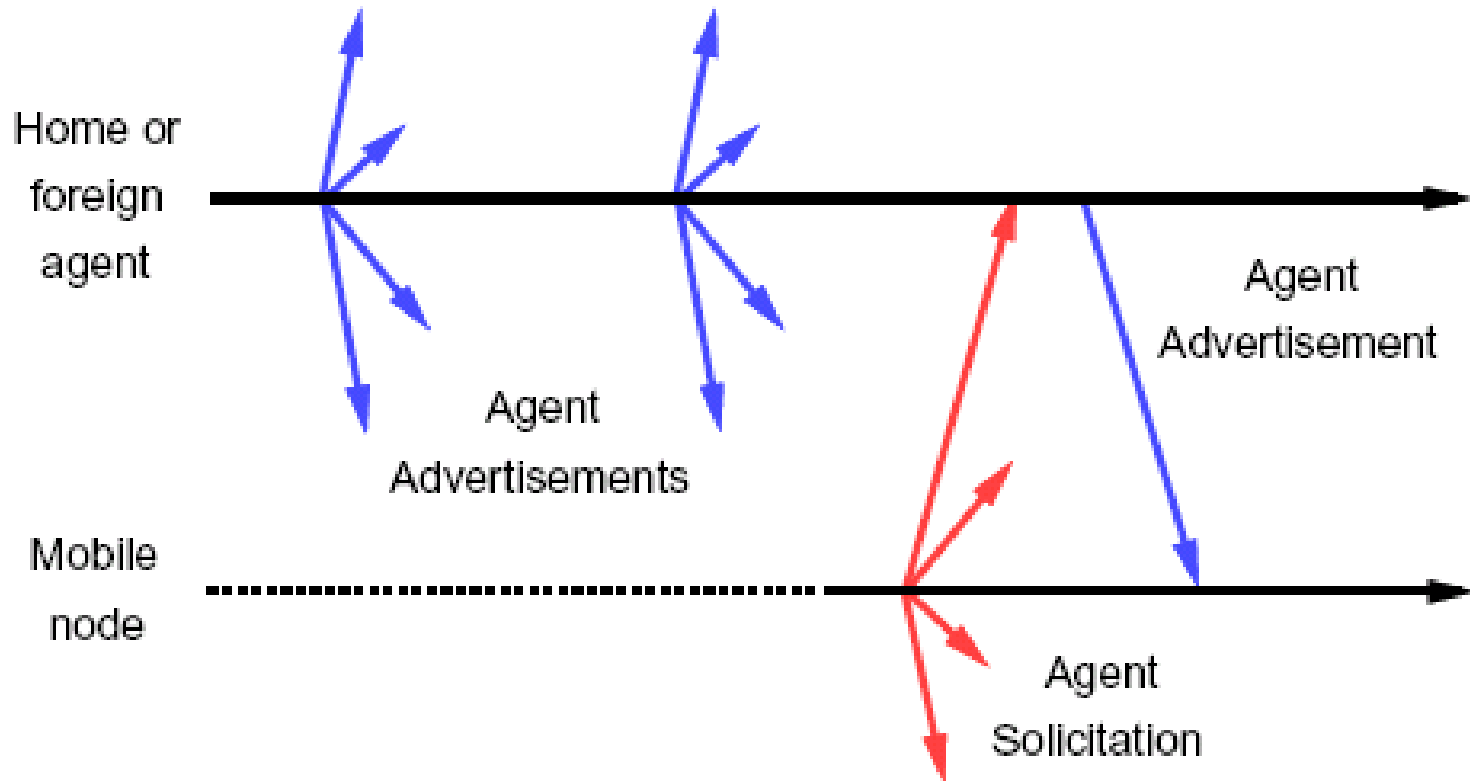 Home or
foreign
agent
Agent
Advertisement
Agent
Advertisements
Mobile
node
Agent
Solicitation